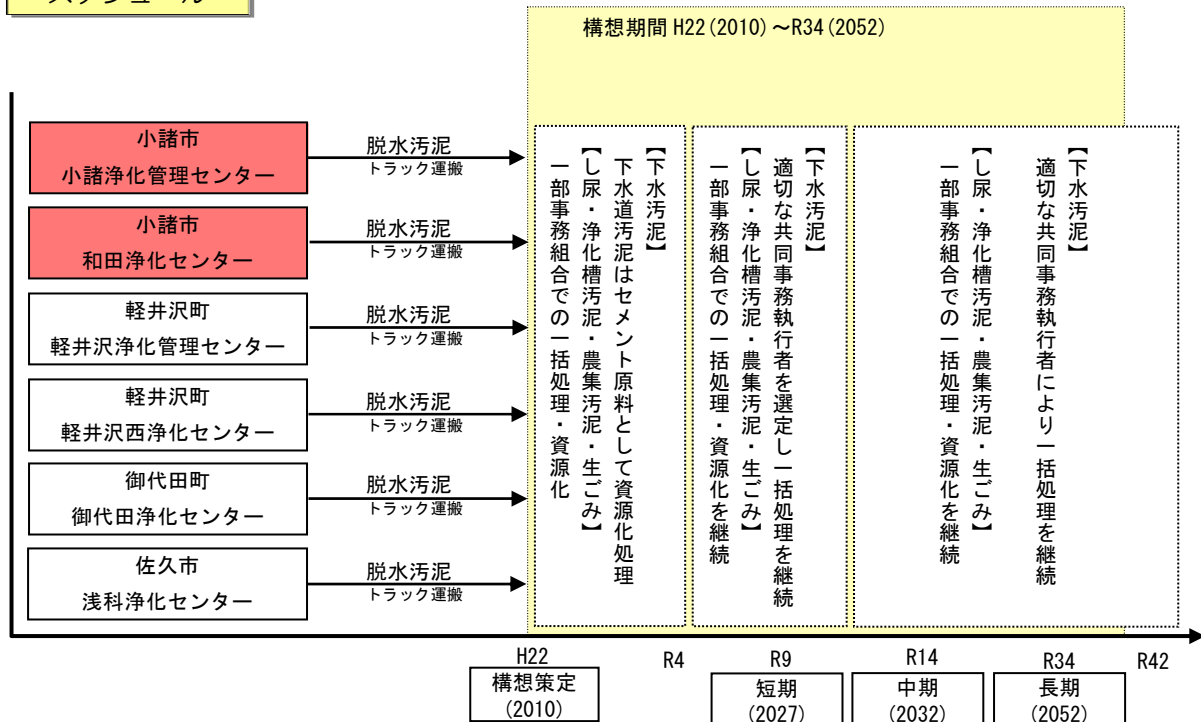 スケジュール
構想期間 H22(2010)～R34(2052)
小諸市
小諸浄化管理センター
脱水汚泥
トラック運搬
小諸市
和田浄化センター
脱水汚泥
トラック運搬
軽井沢町
軽井沢浄化管理センター
脱水汚泥
トラック運搬
軽井沢町
軽井沢西浄化センター
脱水汚泥
トラック運搬
御代田町
御代田浄化センター
脱水汚泥
トラック運搬
佐久市
浅科浄化センター
脱水汚泥
トラック運搬
【下水汚泥】
下水道汚泥はセメント原料として資源化処理
【し尿・浄化槽汚泥・農集汚泥・生ごみ】
一部事務組合での一括処理・資源化
【下水汚泥】
適切な共同事務執行者を選定し一括処理を継続
【し尿・浄化槽汚泥・農集汚泥・生ごみ】
一部事務組合での一括処理・資源化を継続
【下水汚泥】
適切な共同事務執行者により一括処理を継続
【し尿・浄化槽汚泥・農集汚泥・生ごみ】
一部事務組合での一括処理・資源化を継続
H22
R4
R9
R14
R34
R42
構想策定
(2010)
短期
(2027)
中期
(2032)
長期
(2052)